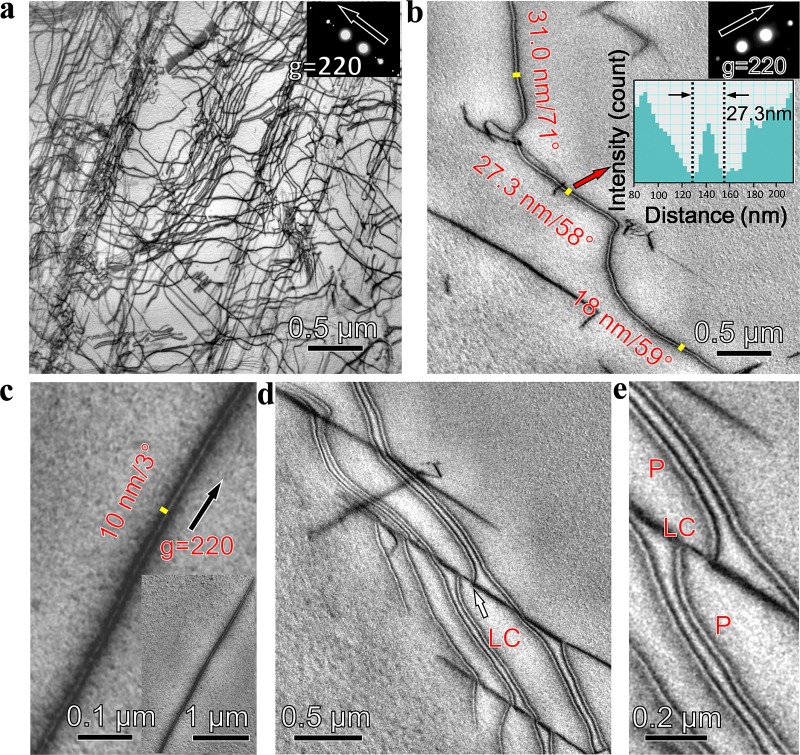 a
g=220
0.5 µm
b
g=220
31.0 nm/71°
27.3 nm/58°
18 nm/59°
Intensity (count)
27.3nm
80 100 120 140 160 180 200
Distance (nm)
0.5 µm
c
10 nm/3°
g=220
0.1 µm
1 µm
d
LC
0.5 µm
e
P
LC
P
0.2 µm